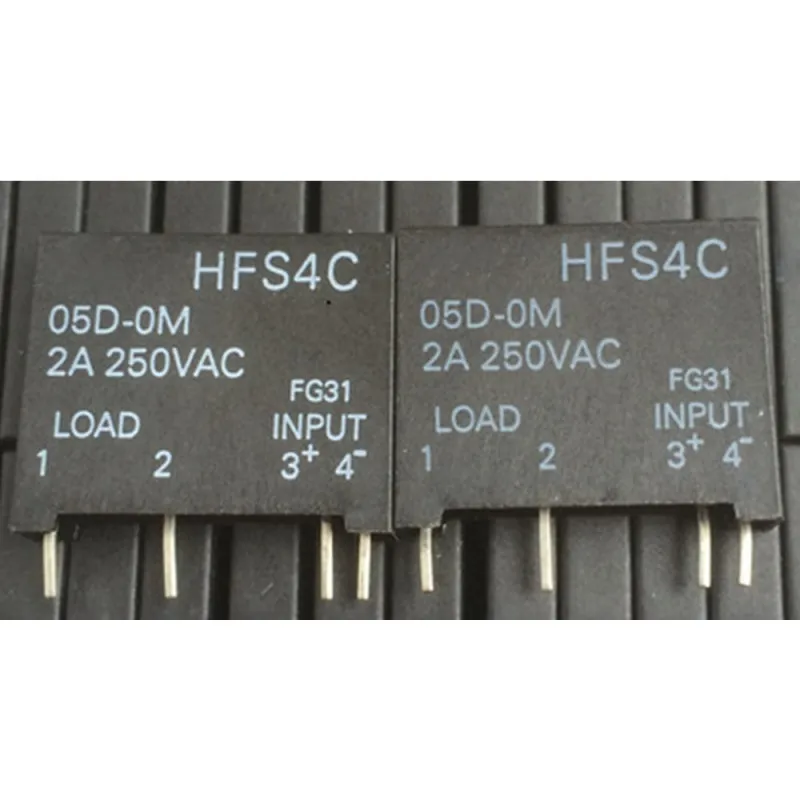 HFS4C
05D-0M
2A 250VAC
FG31
LOAD INPUT
1 2 3+ 4-
HFS4C
05D-0M
2A 250VAC
FG31
LOAD INPUT
1 2 3+ 4-